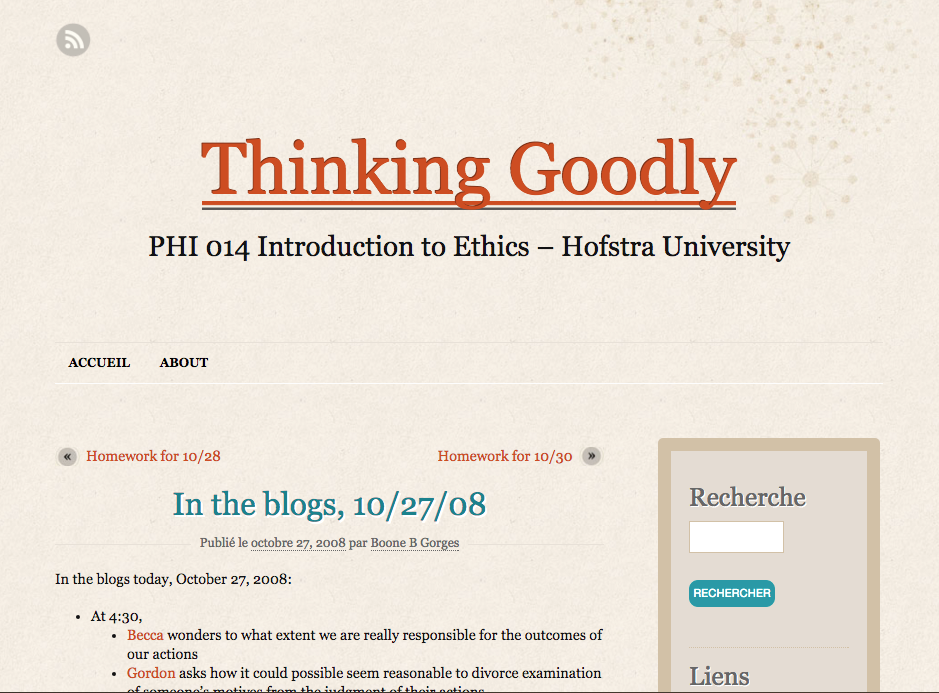 Thinking Goodly
PHI 014 Introduction to Ethics – Hofstra University
ACCUEIL ABOUT
« Homework for 10/28
Homework for 10/30 »
In the blogs, 10/27/08
Publié le octobre 27, 2008 par Boone B Gorges
In the blogs today, October 27, 2008:
• At 4:30,
• Becca wonders to what extent we are really responsible for the outcomes of
our actions
• Gordon asks how it could possible seem reasonable to divorce examination
of someone's motives from the judgment of their actions
Recherche
RECHERCHER
Liens